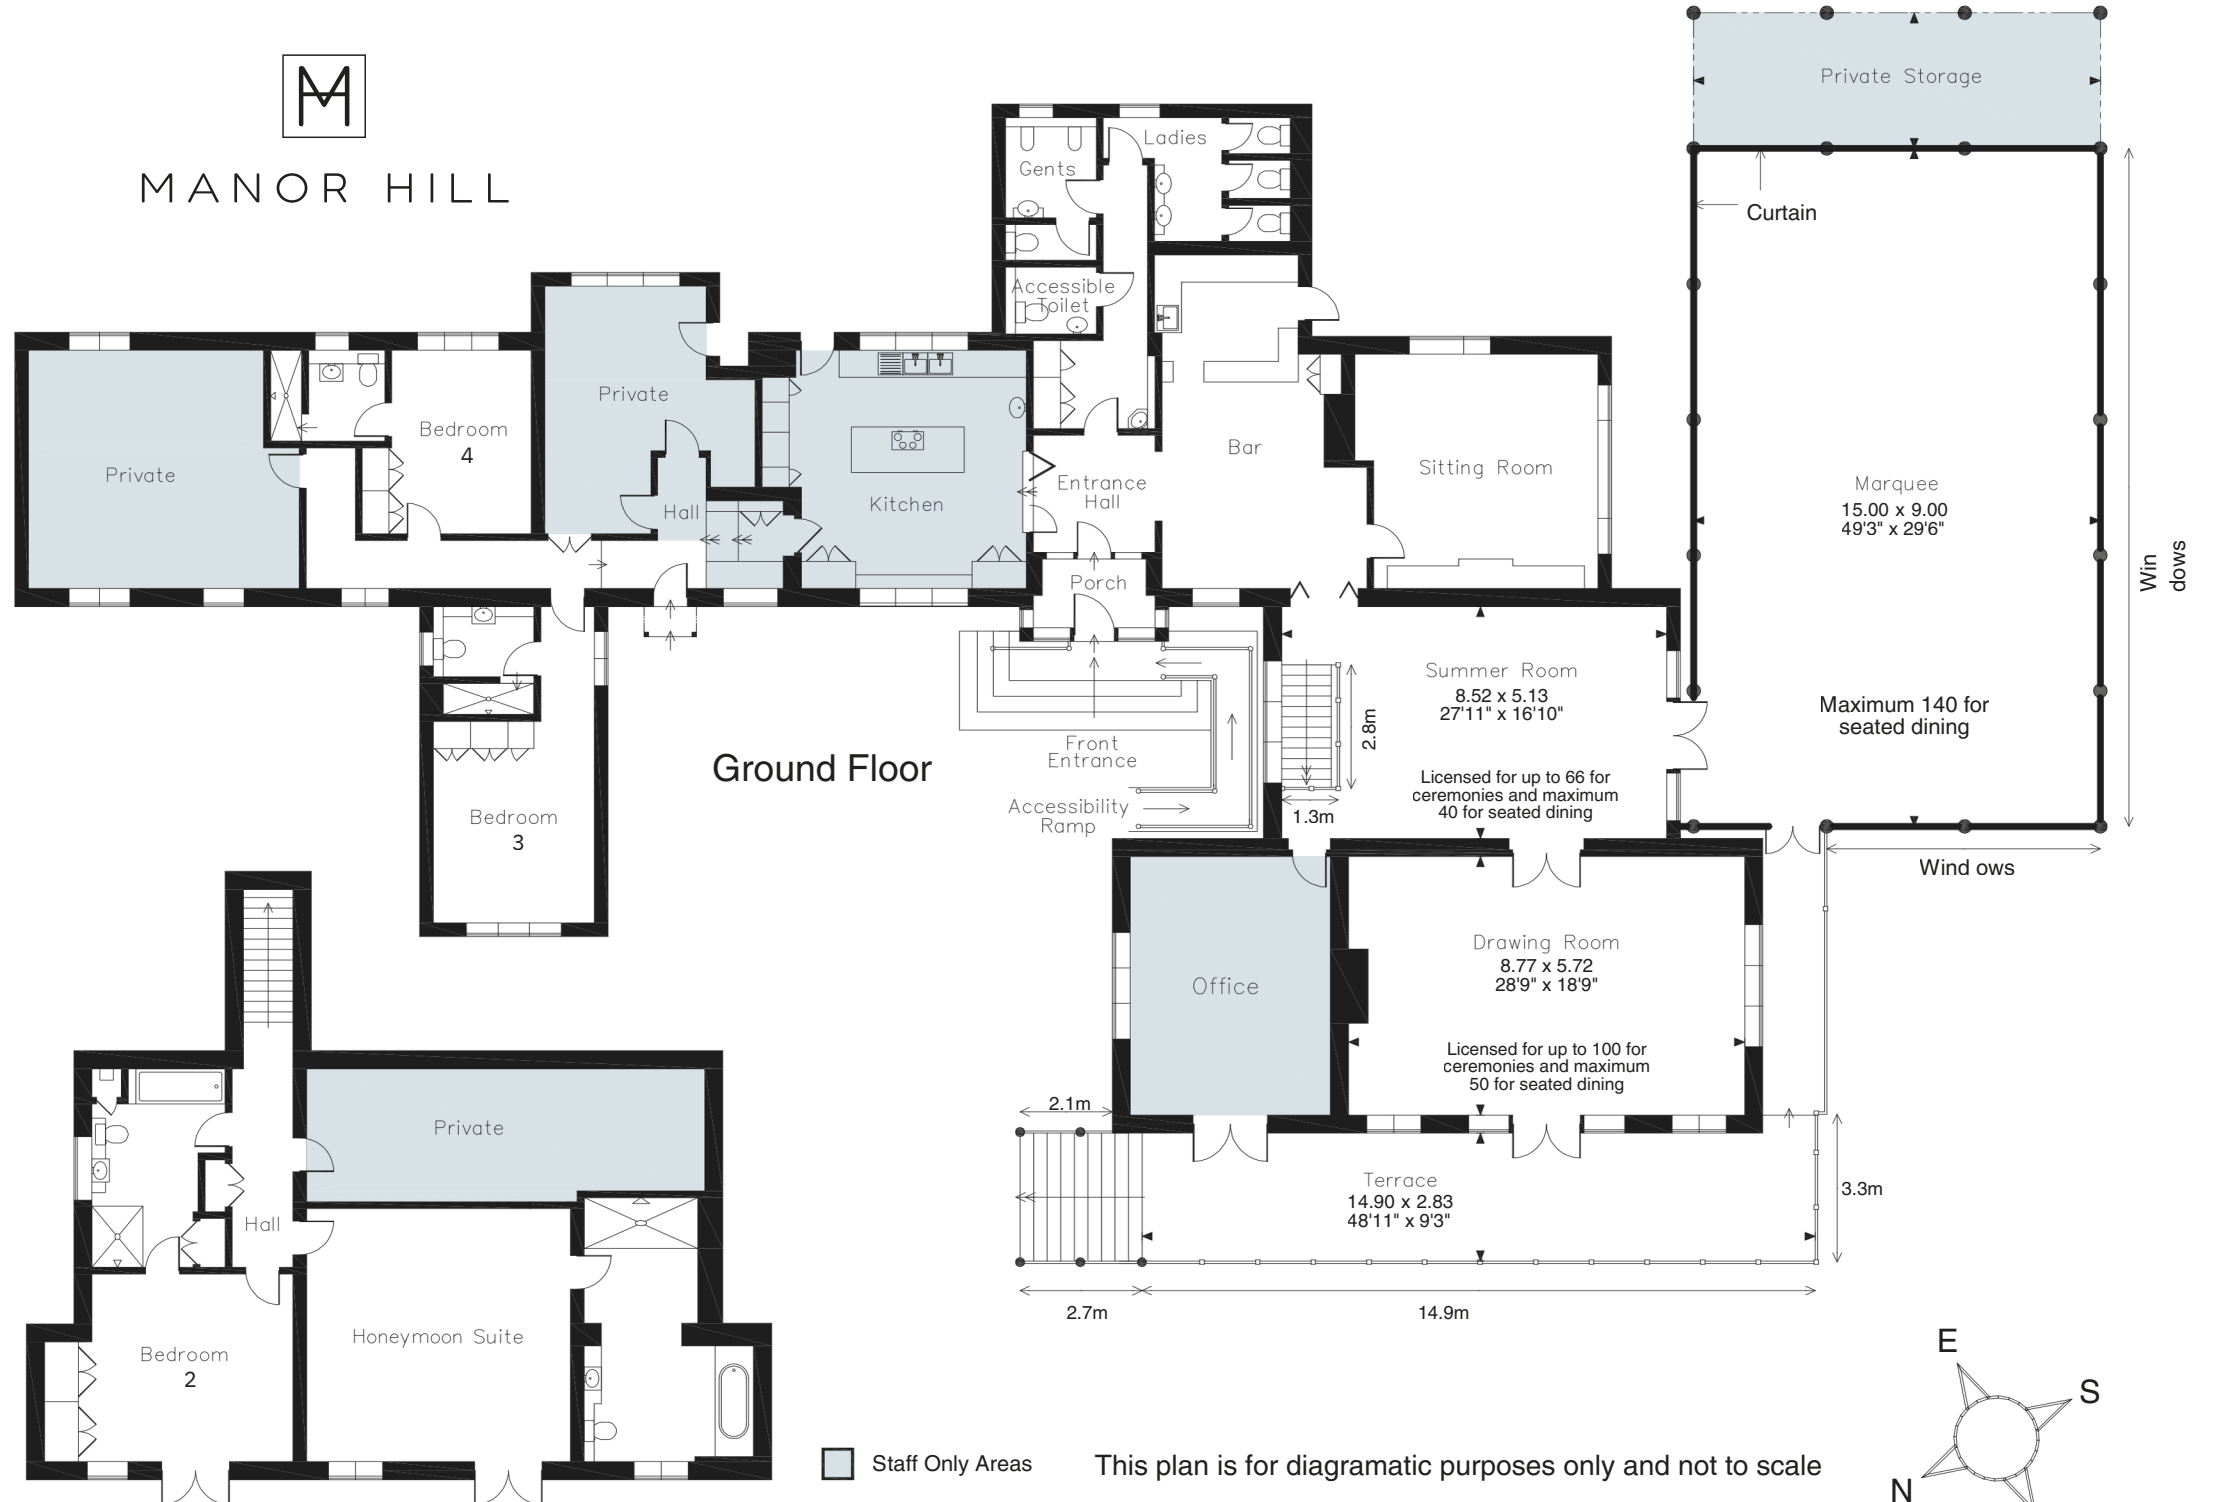 MANOR HILL
Private Storage
Curtain
Ladies
Gents
Accessible
Toilet
Private
Bedroom
4
Private
Hall
Kitchen
Entrance
Hall
Bar
Sitting Room
Porch
Marquee
15.00 x 9.00
49'3" x 29'6"
Win
dows
Maximum 140 for
seated dining
Summer Room
8.52 x 5.13
27'11" x 16'10"
2.8m
1.3m
Licensed for up to 66 for
ceremonies and maximum
40 for seated dining
Front
Entrance
Accessibility
Ramp
Ground Floor
Bedroom
3
Wind ows
Office
Drawing Room
8.77 x 5.72
28'9" x 18'9"
Licensed for up to 100 for
ceremonies and maximum
50 for seated dining
2.1m
Terrace
14.90 x 2.83
48'11" x 9'3"
3.3m
2.7m
14.9m
Private
Hall
Honeymoon Suite
Bedroom
2
Staff Only Areas
This plan is for diagramatic purposes only and not to scale
E
S
N